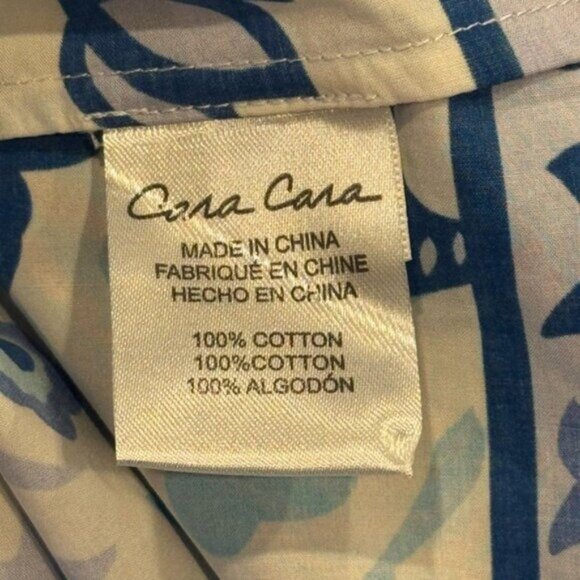 Cara Cara
MADE IN CHINA
FABRIQUÉ EN CHINE
HECHO EN CHINA
100% COTTON
100%COTTON
100% ALGODÓN